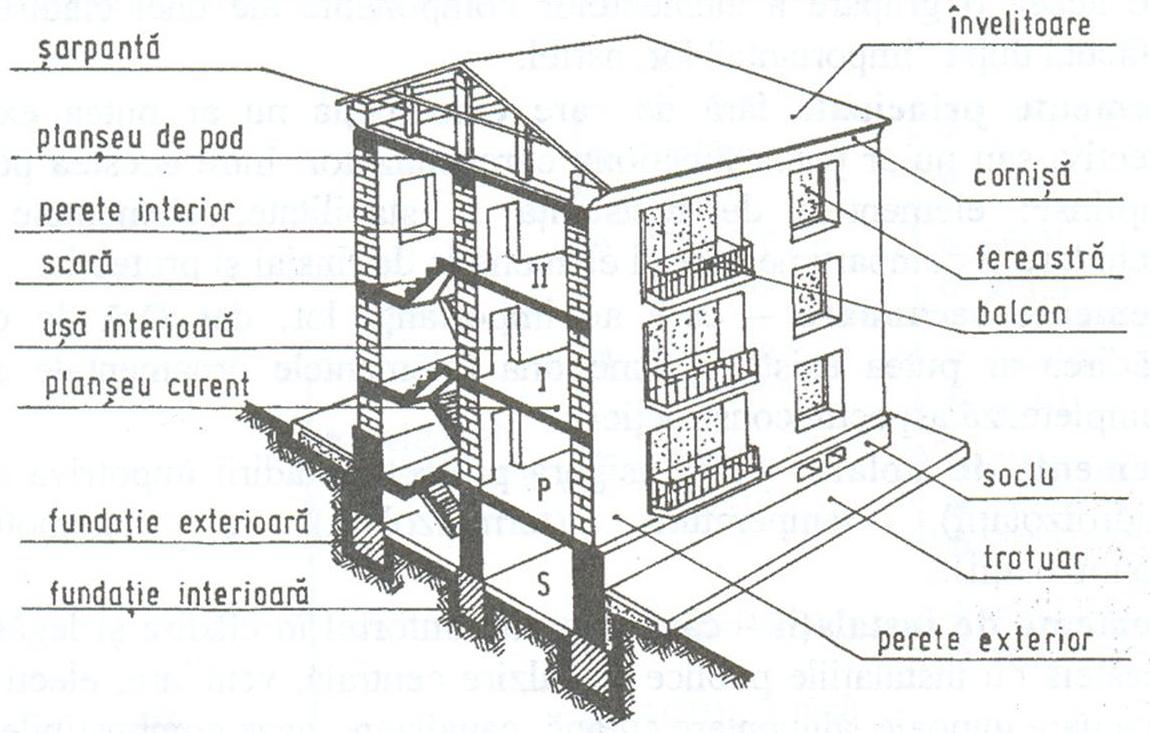 șarpantă
învelitoare
planșeu de pod
cornișă
perete interior
fereastră
scară
balcon
ușă interioară
planșeu curent
II
I
P
S
soclu
fundație exterioară
tratuar
fundație interioară
perete exterior